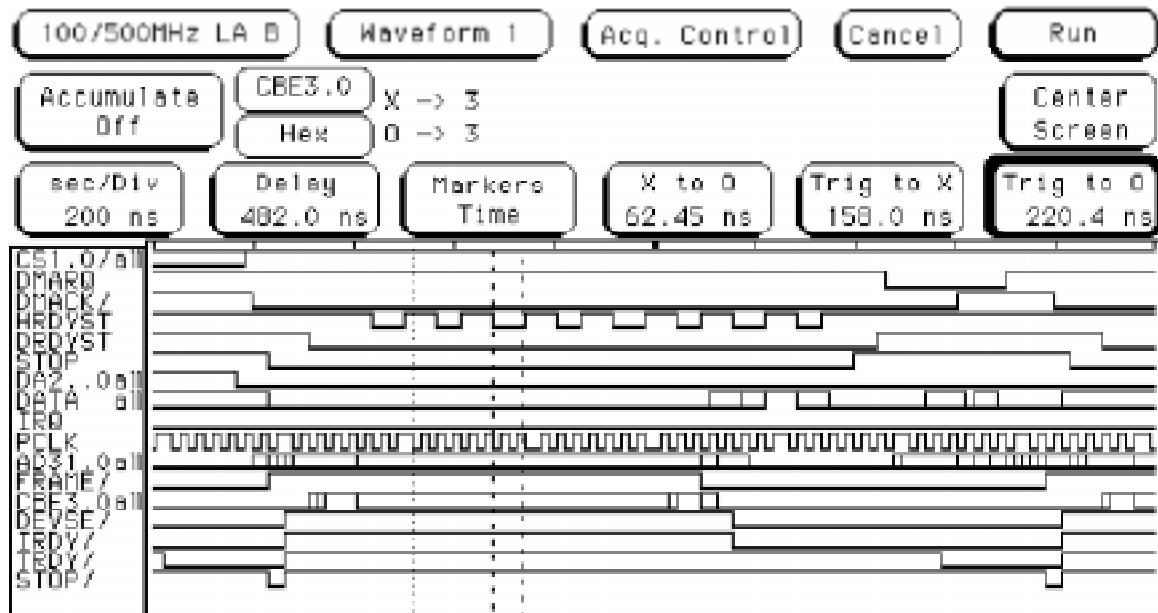 100/500MHz LA B Waveform 1 Acq. Control Cancel Run
Accumulate Off CBE3.0 X -> 3 Center Screen
Hex O -> 3
sec/Div Delay Markers X to O Trig to X Trig to O
200 ns 482.0 ns Time 62.45 ns 158.0 ns 220.4 ns
CS1.0/all
DMARQ
DMACK/
HRDYST
DRDYST
STOP
DA2..0all
DATA all
IRQ
PCLK
AD31.0all
FRAME/
CBE3.0all
DEVSE/
IRDY/
STOP/